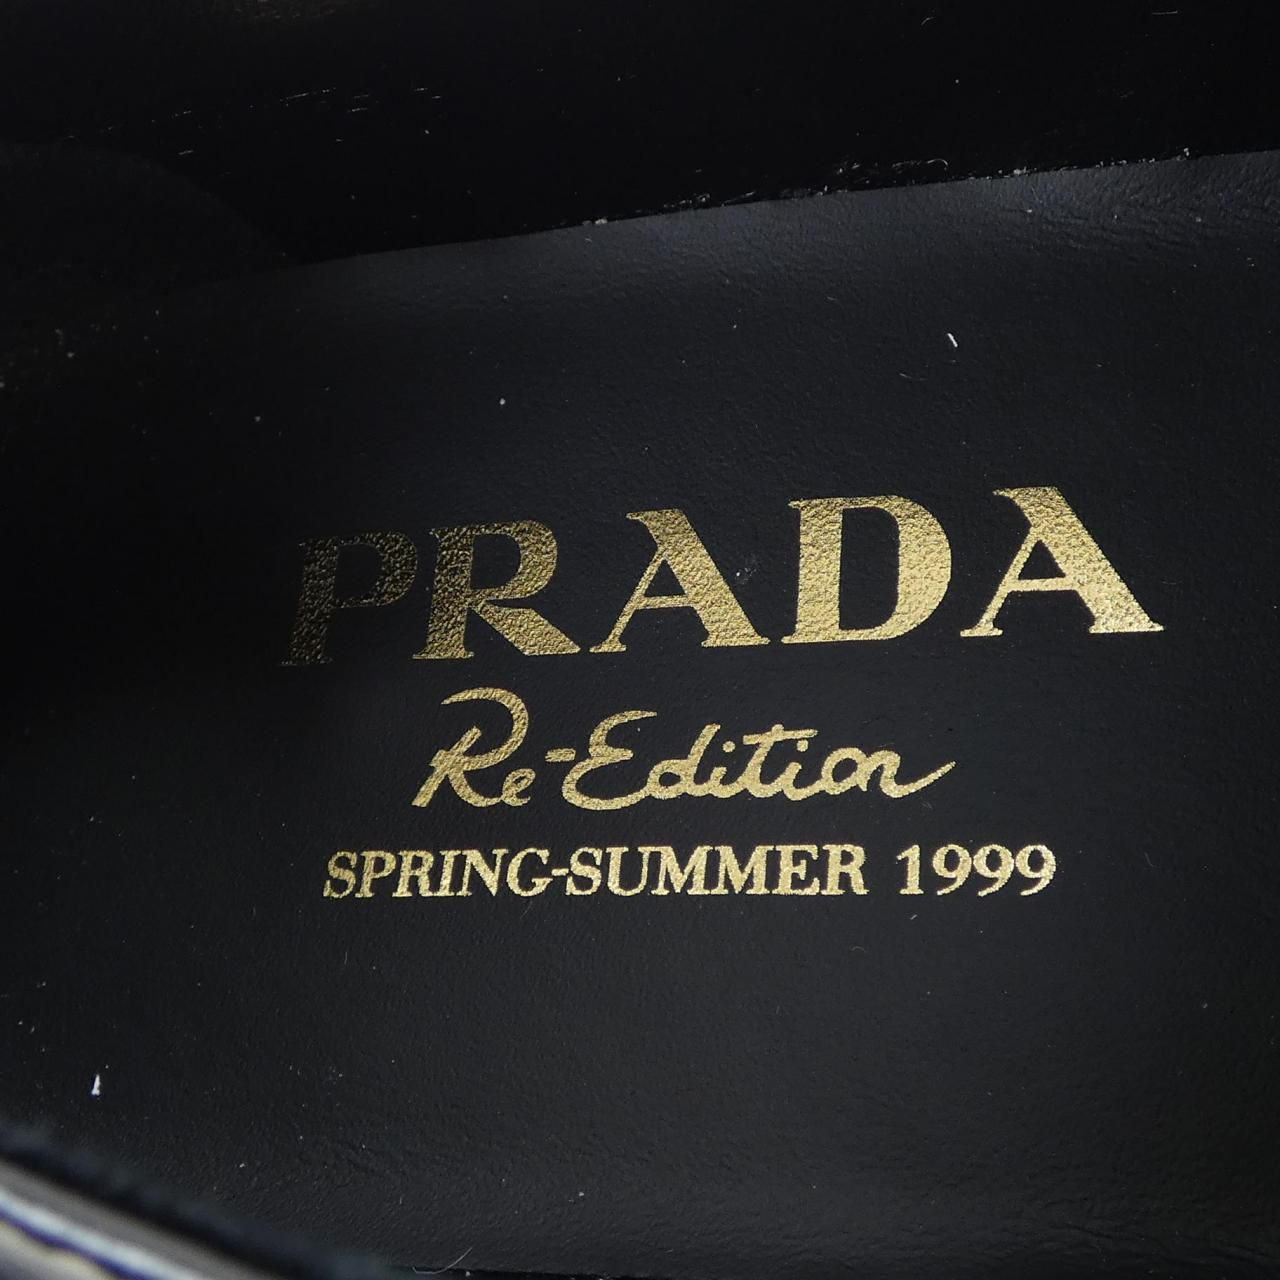 PRADA
Re-Edition
SPRING-SUMMER 1999